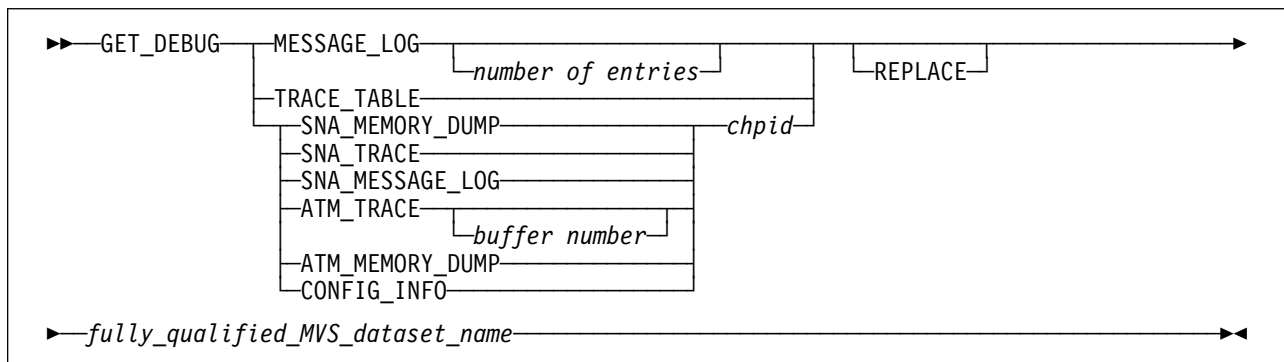 GET_DEBUG MESSAGE_LOG
number of entries REPLACE
TRACE_TABLE
SNA_MEMORY_DUMP chpid
SNA_TRACE
SNA_MESSAGE_LOG
ATM_TRACE
buffer number
ATM_MEMORY_DUMP
CONFIG_INFO
fully_qualified_MVS_dataset_name